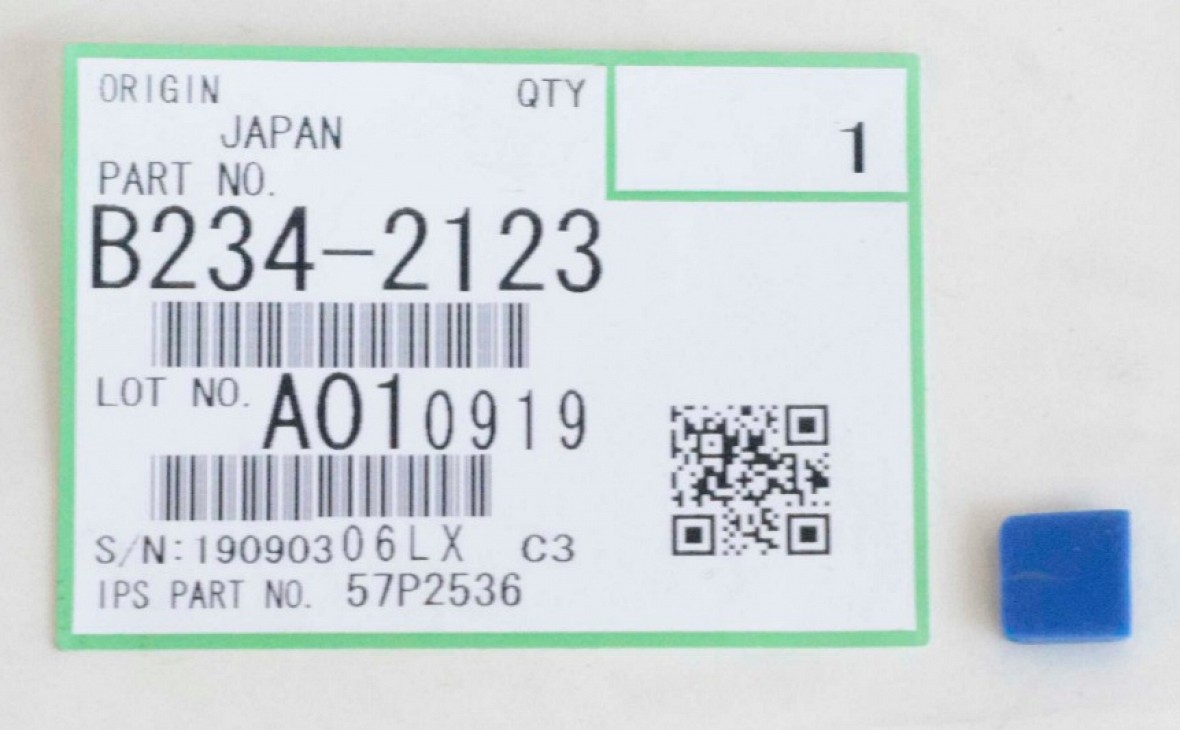 ORIGIN QTY 1
JAPAN
PART NO.
B234-2123
LOT NO. A010919
S/N:19090306LX C3
IPS PART NO. 57P2536